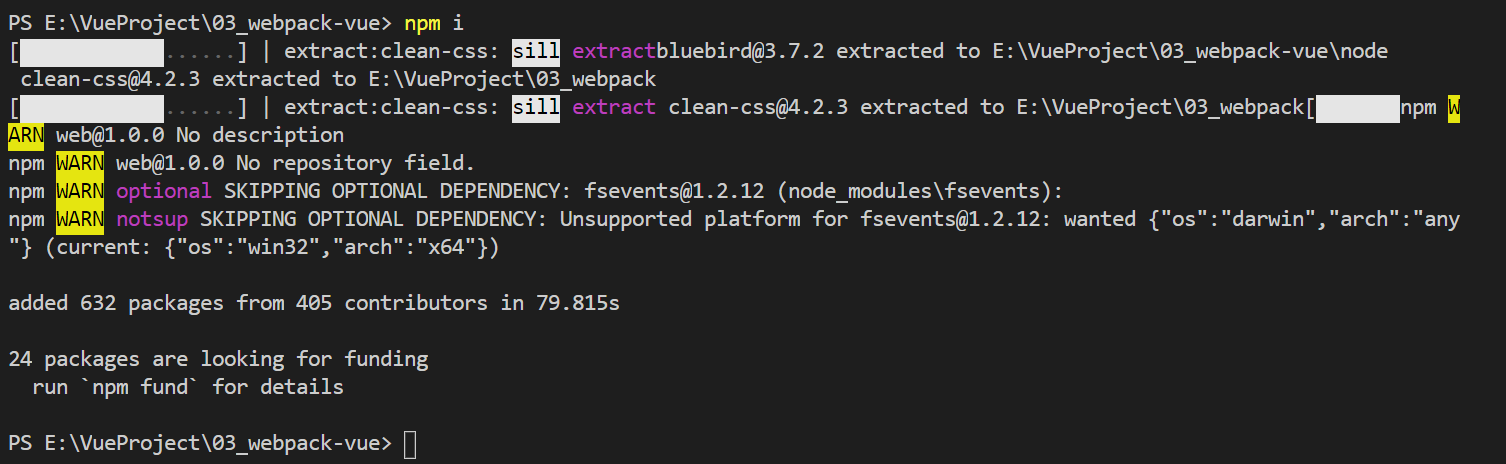 PS E:\VueProject\03_webpack-vue> npm i
[            ......] | extract:clean-css: sill extractbluebird@3.7.2 extracted to E:\VueProject\03_webpack-vue\node
 clean-css@4.2.3 extracted to E:\VueProject\03_webpack
[            ......] | extract:clean-css: sill extract clean-css@4.2.3 extracted to E:\VueProject\03_webpack[       npm W
ARN web@1.0.0 No description
npm WARN web@1.0.0 No repository field.
npm WARN optional SKIPPING OPTIONAL DEPENDENCY: fsevents@1.2.12 (node_modules\fsevents):
npm WARN notsup SKIPPING OPTIONAL DEPENDENCY: Unsupported platform for fsevents@1.2.12: wanted {"os":"darwin","arch":"any
"} (current: {"os":"win32","arch":"x64"})
added 632 packages from 405 contributors in 79.815s
24 packages are looking for funding
  run `npm fund` for details
PS E:\VueProject\03_webpack-vue>